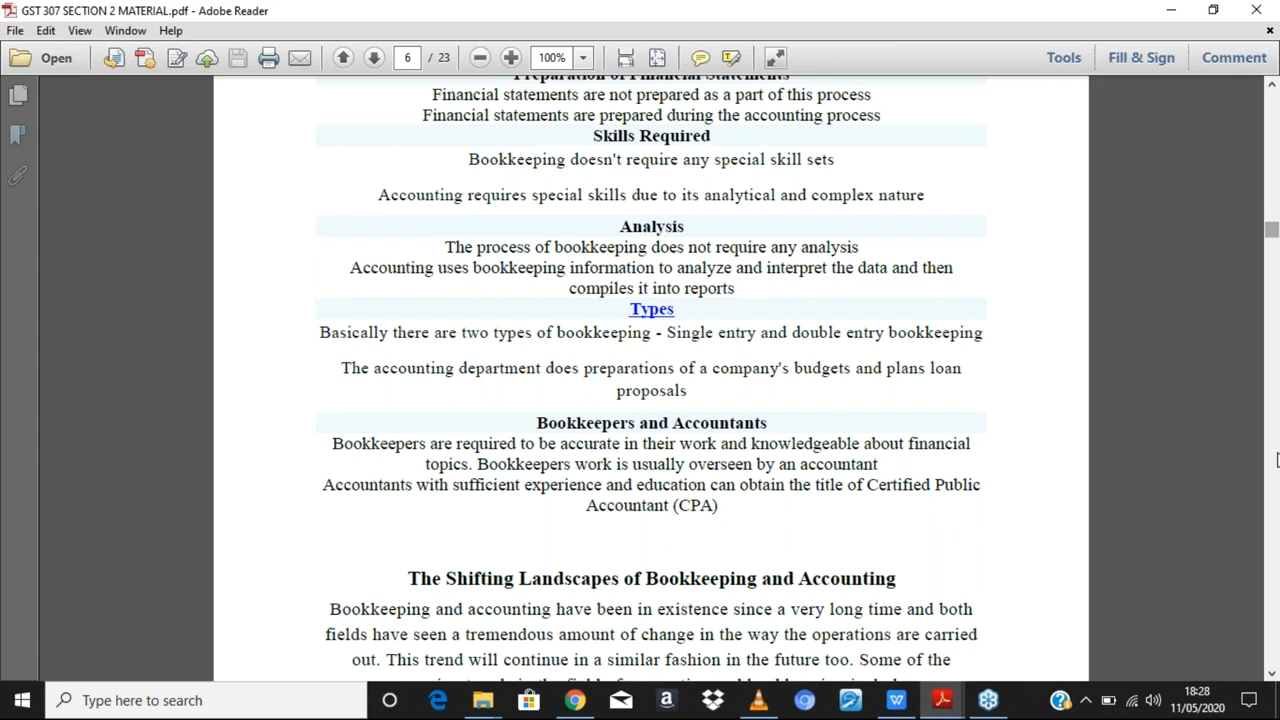 GST 307 SECTION 2 MATERIAL.pdf - Adobe Reader
File Edit View Window Help
Open 6 / 23 100% Tools Fill & Sign Comment
Preparation of Financial Statements
Financial statements are not prepared as a part of this process
Financial statements are prepared during the accounting process
Skills Required
Bookkeeping doesn't require any special skill sets
Accounting requires special skills due to its analytical and complex nature
Analysis
The process of bookkeeping does not require any analysis
Accounting uses bookkeeping information to analyze and interpret the data and then
compiles it into reports
Types
Basically there are two types of bookkeeping - Single entry and double entry bookkeeping
The accounting department does preparations of a company's budgets and plans loan
proposals
Bookkeepers and Accountants
Bookkeepers are required to be accurate in their work and knowledgeable about financial
topics. Bookkeepers work is usually overseen by an accountant
Accountants with sufficient experience and education can obtain the title of Certified Public
Accountant (CPA)
The Shifting Landscapes of Bookkeeping and Accounting
Bookkeeping and accounting have been in existence since a very long time and both
fields have seen a tremendous amount of change in the way the operations are carried
out. This trend will continue in a similar fashion in the future too. Some of the
Type here to search
18:28
11/05/2020